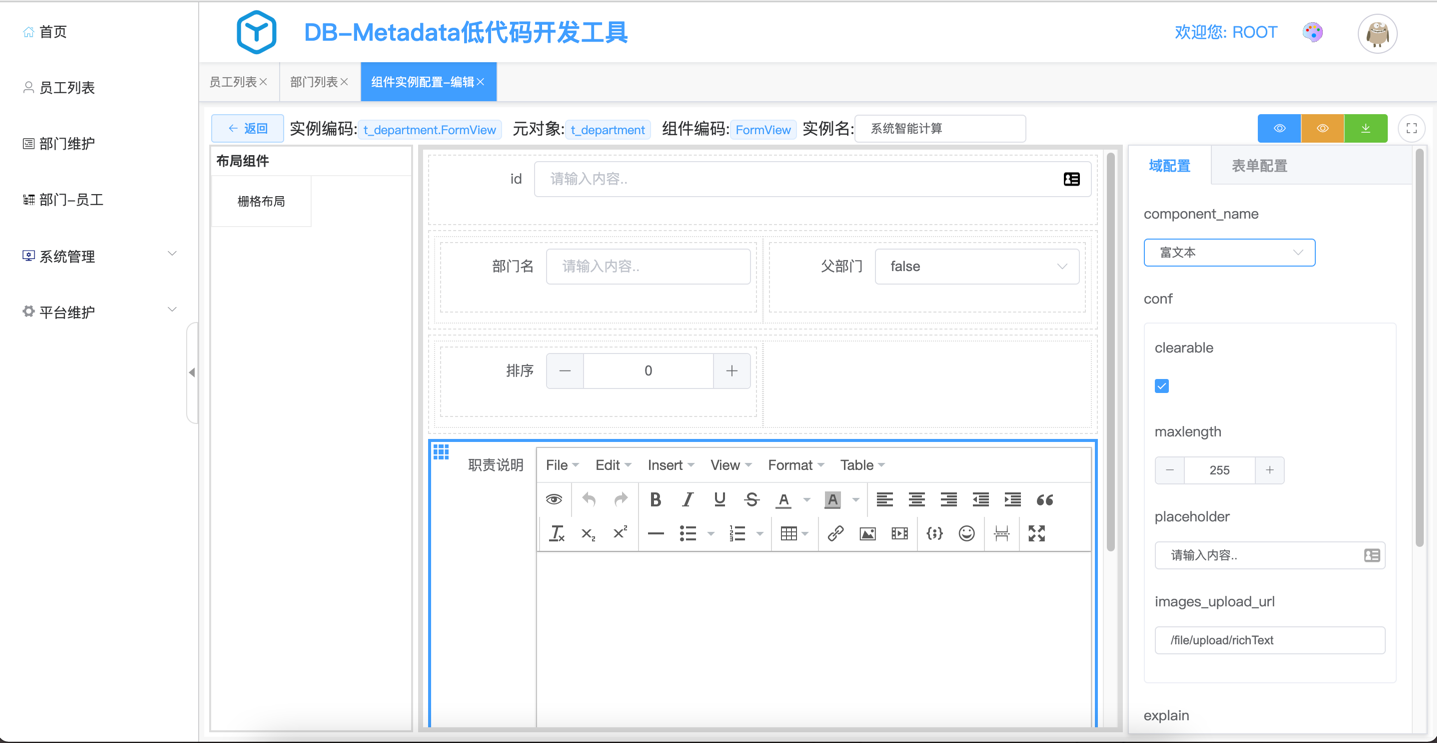 首页
员工列表
部门维护
部门-员工
系统管理
平台维护
DB-Metadata低代码开发工具
欢迎您: ROOT
员工列表× 部门列表× 组件实例配置-编辑×
← 返回 实例编码: t_department.FormView 元对象: t_department 组件编码: FormView 实例名: 系统智能计算
布局组件
栅格布局
id 请输入内容..
部门名 请输入内容.. 父部门 false
排序 − 0 +
职责说明 File Edit Insert View Format Table
域配置 表单配置
component_name
富文本
conf
clearable
maxlength
− 255 +
placeholder
请输入内容..
images_upload_url
/file/upload/richText
explain